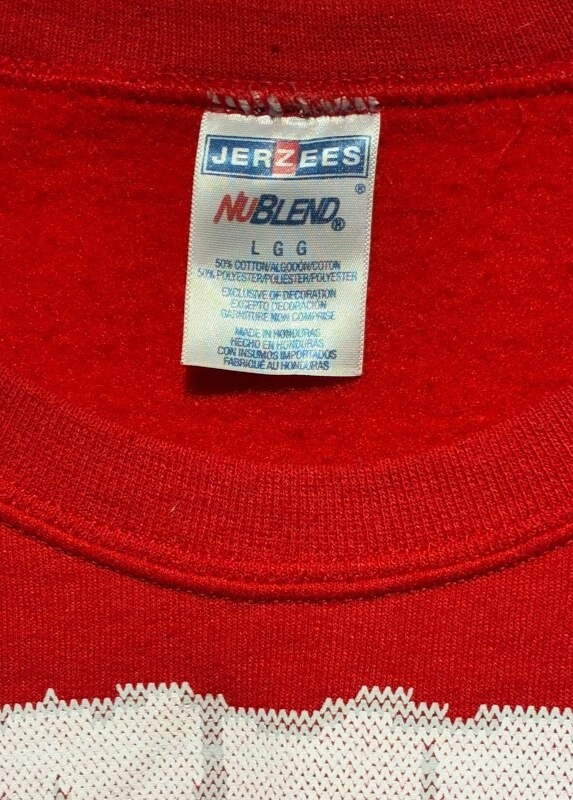 JERZEES
®
NUBLEND®
L G G
50% COTTON/ALGODÓN/COTON
50% POLYESTER/POLIÉSTER/POLYESTER
EXCLUSIVE OF DECORATION
EXCEPTO DECORACIÓN
GARNITURE NON COMPRISE
MADE IN HONDURAS
HECHO EN HONDURAS
CON INSUMOS IMPORTADOS
FABRIQUÉ AU HONDURAS